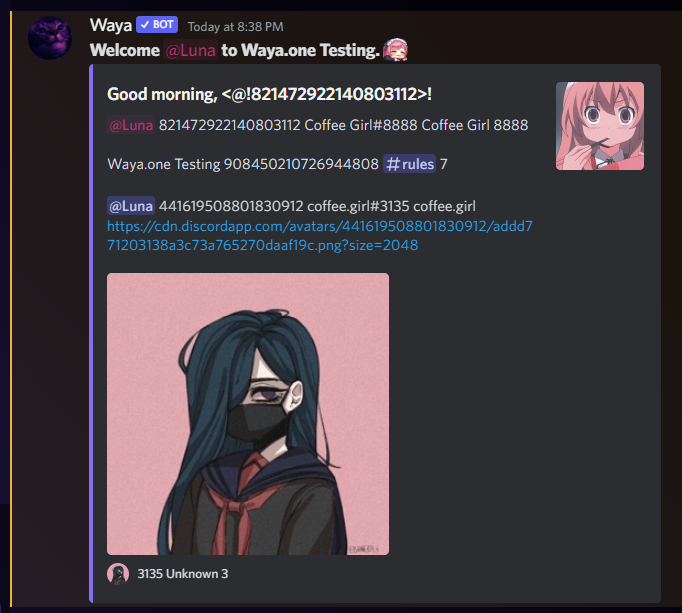 Waya ✓ BOT Today at 8:38 PM
Welcome @Luna to Waya.one Testing.
Good morning, <@!821472922140803112>!
@Luna 821472922140803112 Coffee Girl#8888 Coffee Girl 8888
Waya.one Testing 908450210726944808 #rules 7
@Luna 441619508801830912 coffee.girl#3135 coffee.girl
https://cdn.discordapp.com/avatars/441619508801830912/addd7
71203138a3c73a765270daaf19c.png?size=2048
3135 Unknown 3